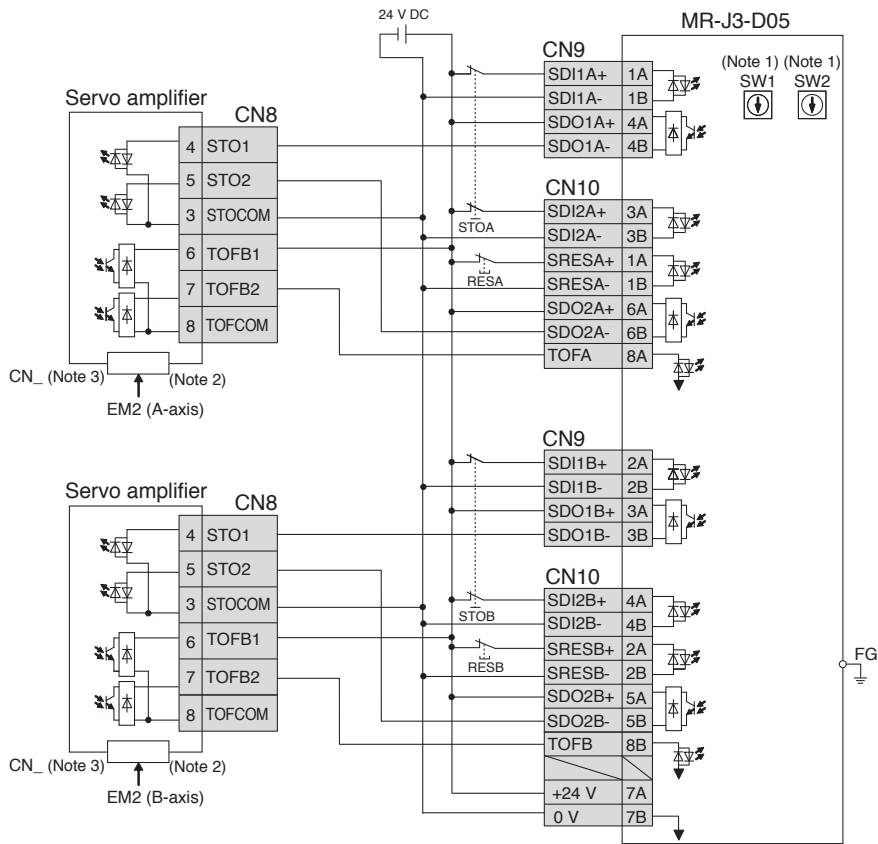 24 V DC
MR-J3-D05
(Note 1) (Note 1)
SW1 SW2
CN9
SDI1A+ 1A
SDI1A- 1B
SDO1A+ 4A
SDO1A- 4B
CN10
SDI2A+ 3A
SDI2A- 3B
SRESA+ 1A
SRESA- 1B
SDO2A+ 6A
SDO2A- 6B
TOFA 8A
STOA
RESA
Servo amplifier
CN8
4 STO1
5 STO2
3 STOCOM
6 TOFB1
7 TOFB2
8 TOFCOM
CN_ (Note 3) (Note 2)
EM2 (A-axis)
CN9
SDI1B+ 2A
SDI1B- 2B
SDO1B+ 3A
SDO1B- 3B
CN10
SDI2B+ 4A
SDI2B- 4B
SRESB+ 2A
SRESB- 2B
SDO2B+ 5A
SDO2B- 5B
TOFB 8B
+24 V 7A
0 V 7B
STOB
RESB
FG
Servo amplifier
CN8
4 STO1
5 STO2
3 STOCOM
6 TOFB1
7 TOFB2
8 TOFCOM
CN_ (Note 3) (Note 2)
EM2 (B-axis)